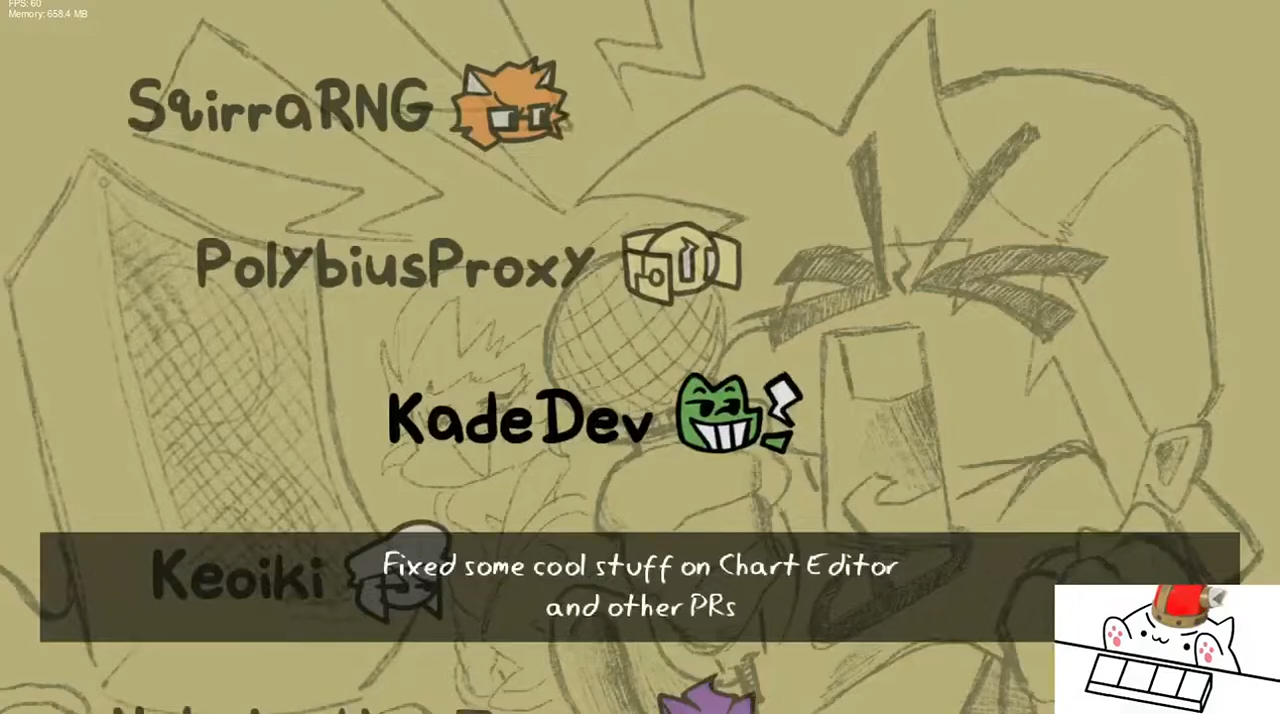 FPS: 60
Memory: 658.4 MB
SqirraRNG
PolybiusProxy
KadeDev
Keoiki
Fixed some cool stuff on Chart Editor
and other PRs